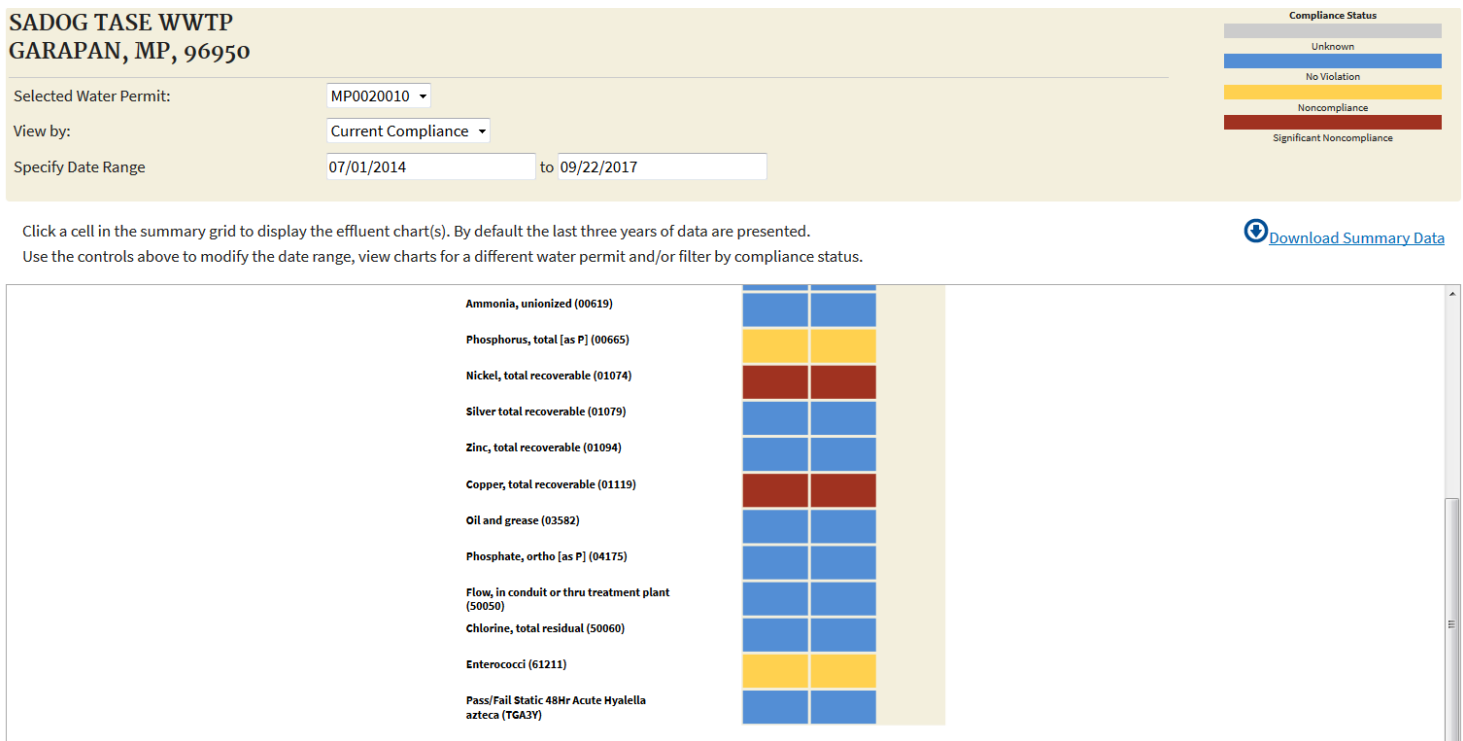 SADOG TASE WWTP
GARAPAN, MP, 96950
Compliance Status
Unknown
No Violation
Noncompliance
Significant Noncompliance
Selected Water Permit: MP0020010
View by: Current Compliance
Specify Date Range 07/01/2014 to 09/22/2017
Click a cell in the summary grid to display the effluent chart(s). By default the last three years of data are presented.
Use the controls above to modify the date range, view charts for a different water permit and/or filter by compliance status.
Download Summary Data
Ammonia, unionized (00619)
Phosphorus, total [as P] (00665)
Nickel, total recoverable (01074)
Silver total recoverable (01079)
Zinc, total recoverable (01094)
Copper, total recoverable (01119)
Oil and grease (03582)
Phosphate, ortho [as P] (04175)
Flow, in conduit or thru treatment plant
(50050)
Chlorine, total residual (50060)
Enterococci (61211)
Pass/Fail Static 48Hr Acute Hyalella
azteca (TGA3Y)